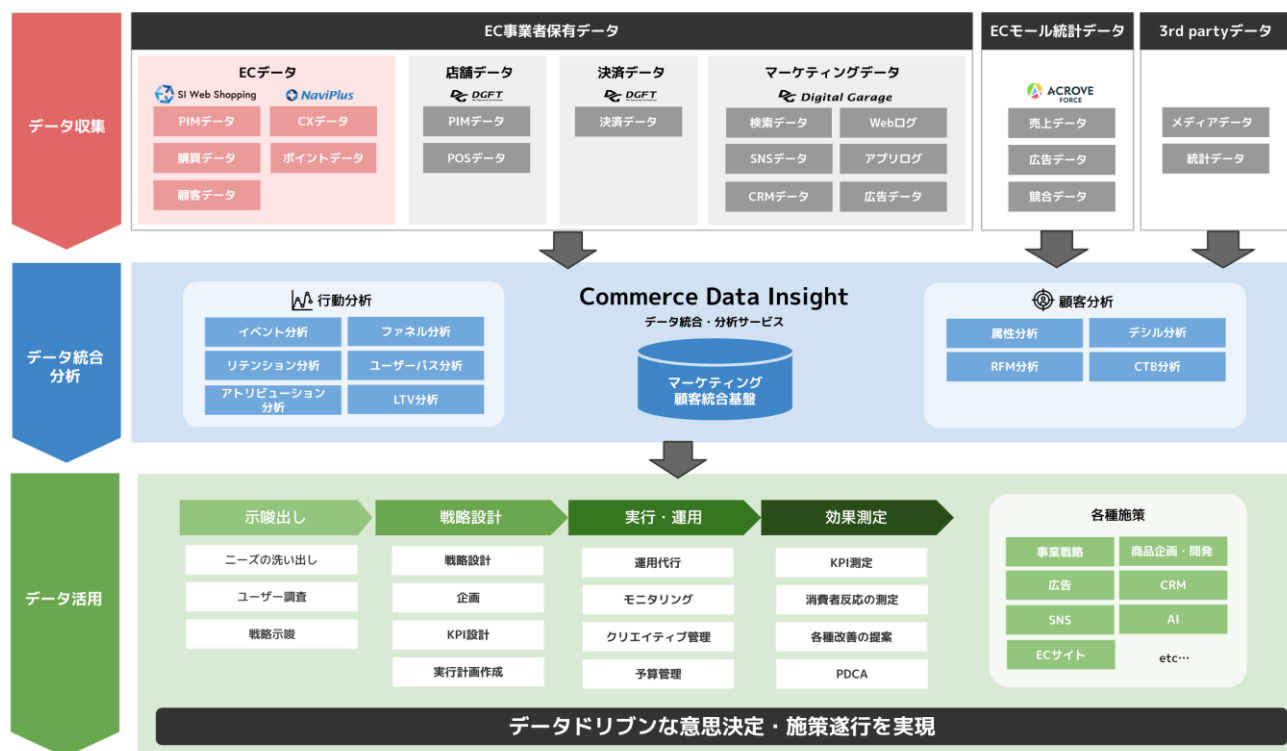 データ収集
EC事業者保有データ
ECモール統計データ
3rd partyデータ
ECデータ
SI Web Shopping
NaviPlus
PIMデータ
CXデータ
購買データ
ポイントデータ
顧客データ
店舗データ
DGFT
PIMデータ
POSデータ
決済データ
DGFT
決済データ
マーケティングデータ
Digital Garage
検索データ
Webログ
SNSデータ
アプリログ
CRMデータ
広告データ
ACROVE
FORCE
売上データ
広告データ
競合データ
メディアデータ
統計データ
データ統合
分析
行動分析
イベント分析
ファネル分析
リテンション分析
ユーザーパス分析
アトリビューション
分析
LTV分析
Commerce Data Insight
データ統合・分析サービス
マーケティング
顧客統合基盤
顧客分析
属性分析
デシル分析
RFM分析
CTB分析
データ活用
示唆出し
ニーズの洗い出し
ユーザー調査
戦略示唆
戦略設計
戦略設計
企画
KPI設計
実行計画作成
実行・運用
運用代行
モニタリング
クリエイティブ管理
予算管理
効果測定
KPI測定
消費者反応の測定
各種改善の提案
PDCA
各種施策
事業戦略
商品企画・開発
広告
CRM
SNS
AI
ECサイト
etc…
データドリブンな意思決定・施策遂行を実現